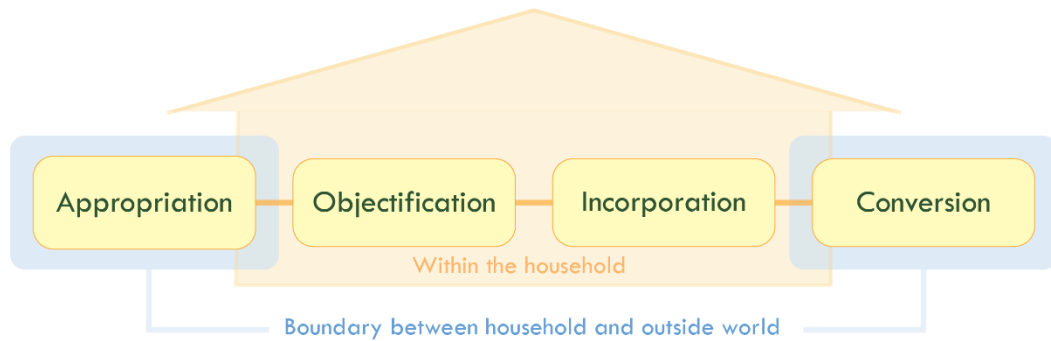 Appropriation
Objectification
Incorporation
Conversion
Within the household
Boundary between household and outside world